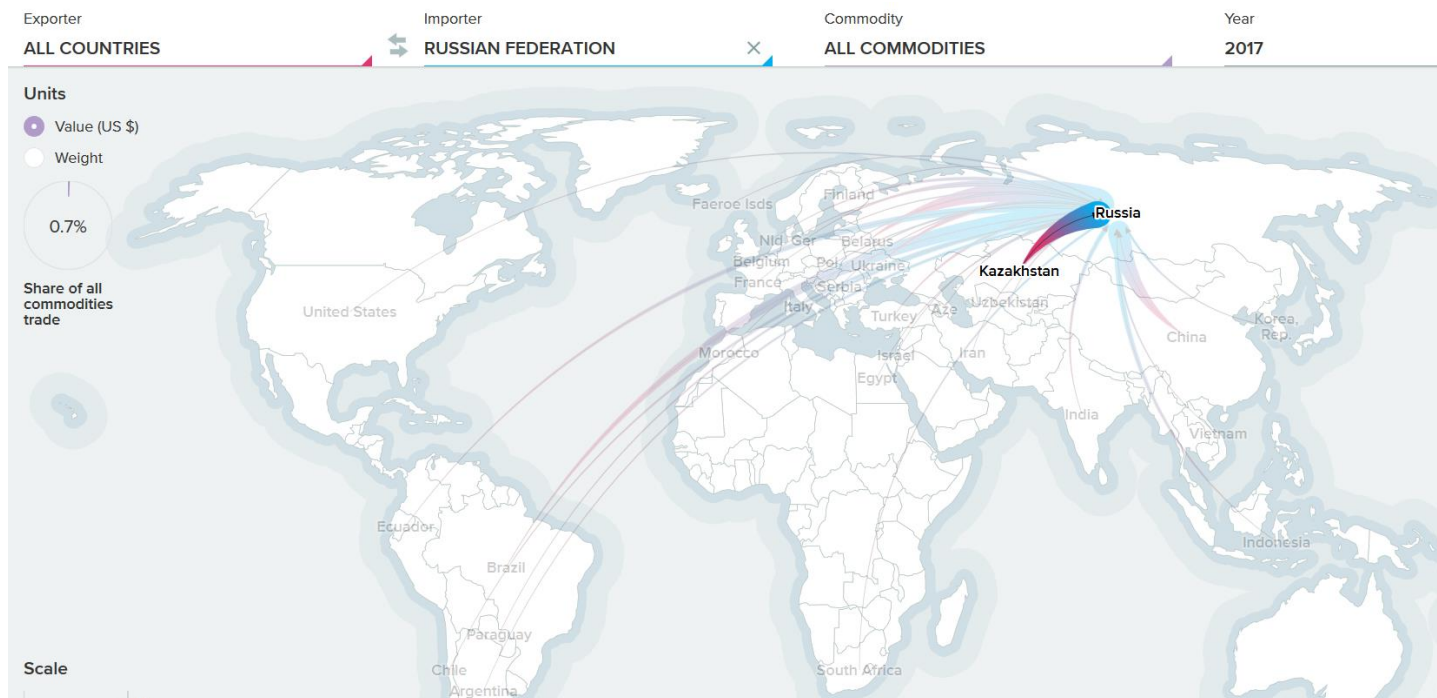 Exporter
ALL COUNTRIES
Importer
RUSSIAN FEDERATION
Commodity
ALL COMMODITIES
Year
2017
Units
Value (US $)
Weight
0.7%
Share of all
commodities
trade
Scale
Faeroe Isds
Finland
Russia
Nld
Ger
Belarus
Belgium
Pol.
Ukraine
Kazakhstan
France
Serbia
Italy
Turkey
Aze
Uzbekistan
United States
Korea,
Rep.
China
Morocco
Israel
Iran
Egypt
India
Vietnam
Ecuador
Indonesia
Brazil
Paraguay
Chile
South Africa
Argentina